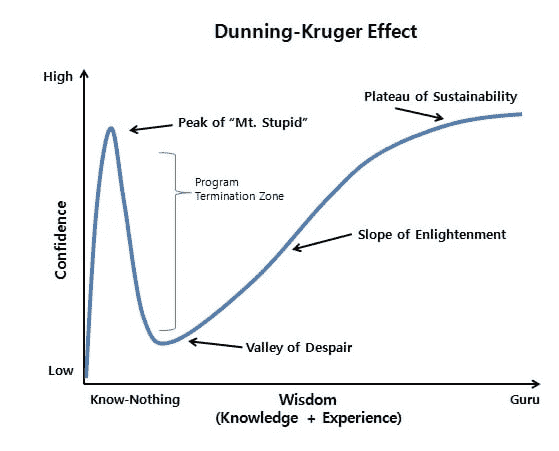 Dunning-Kruger Effect
High
Plateau of Sustainability
Peak of “Mt. Stupid”
Program
Termination Zone
Confidence
Slope of Enlightenment
Valley of Despair
Low
Know-Nothing
Wisdom
Guru
(Knowledge + Experience)